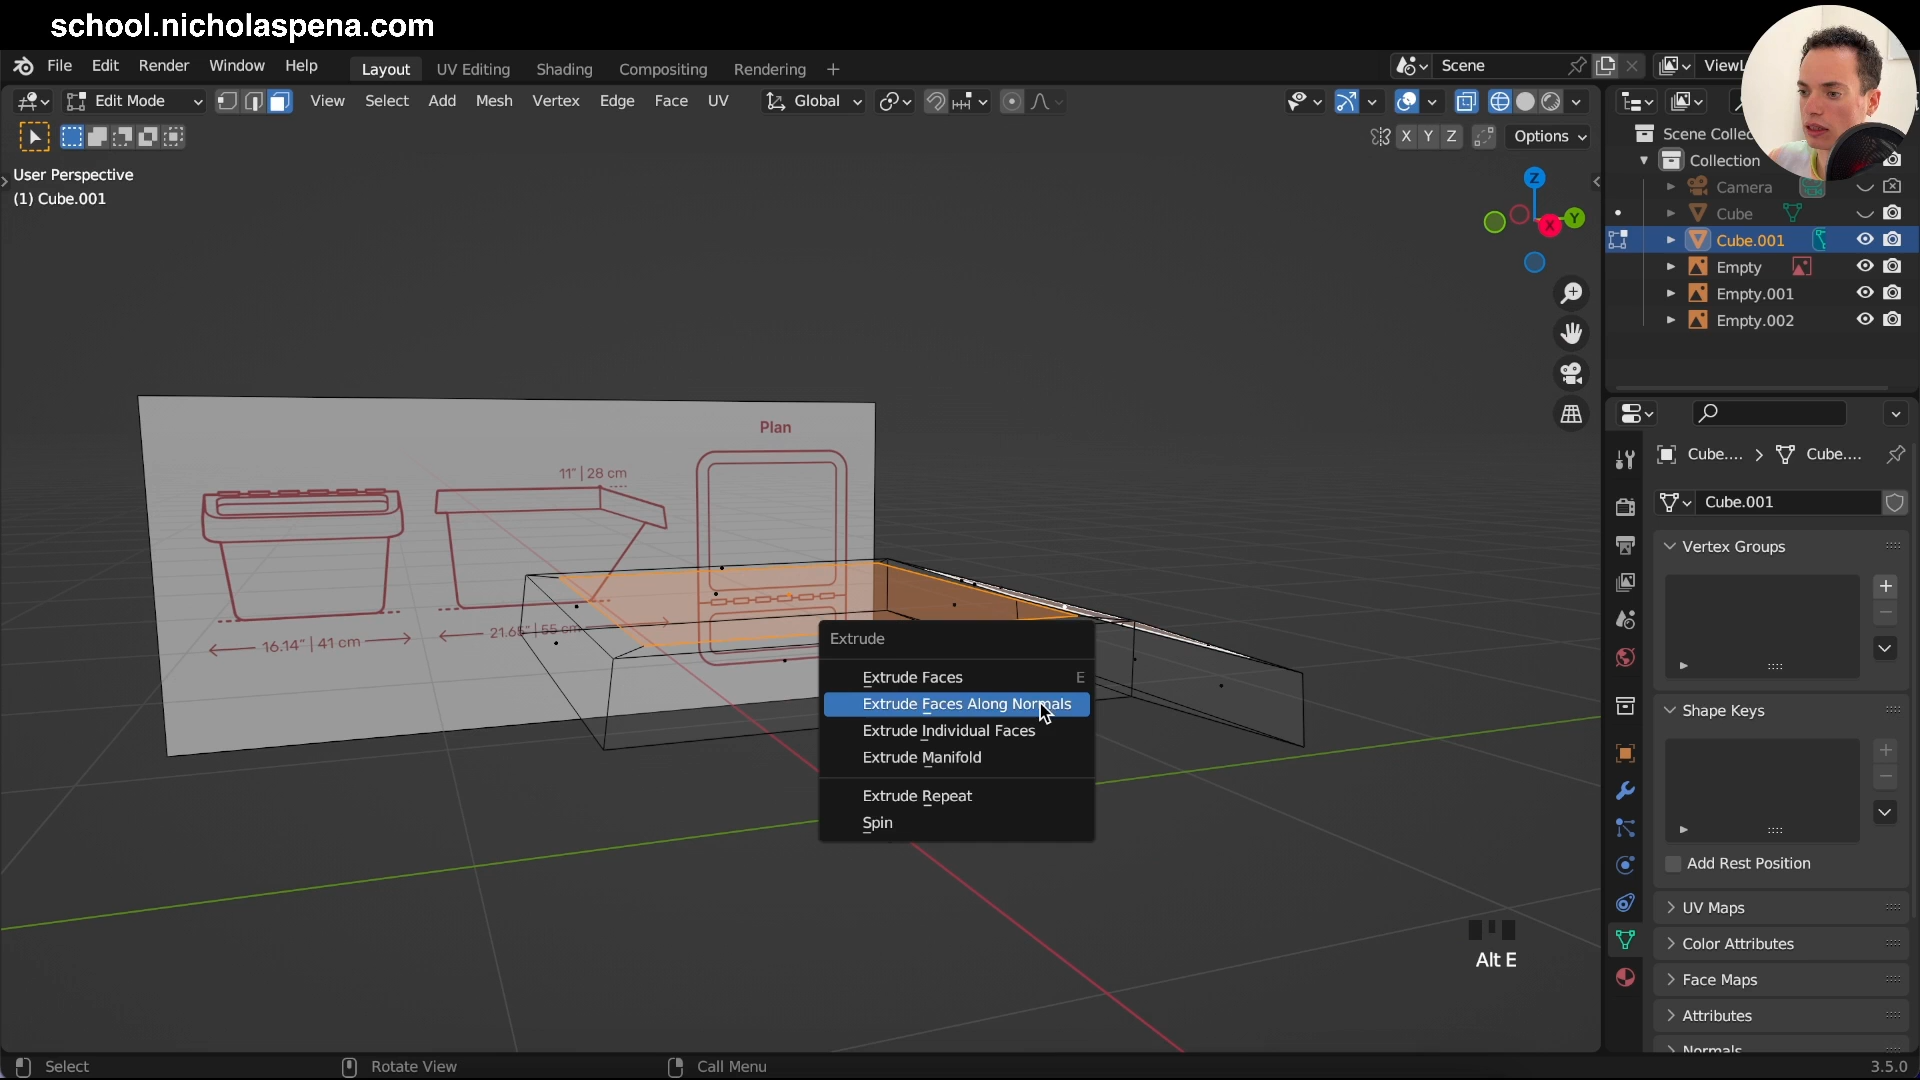 school.nicholaspena.com
File Edit Render Window Help Layout UV Editing Shading Compositing Rendering + Scene
Edit Mode View Select Add Mesh Vertex Edge Face UV Global
X Y Z Options
User Perspective
(1) Cube.001
Z
Y
X
Collection
Camera
Cube
Cube.001
Empty
Empty.001
Empty.002
Plan
11" | 28 cm
16.14" | 41 cm
Extrude
Extrude Faces E
Extrude Faces Along Normals
Extrude Individual Faces
Extrude Manifold
Extrude Repeat
Spin
Alt E
Cube.... > Cube....
Cube.001
Vertex Groups
Shape Keys
Add Rest Position
UV Maps
Color Attributes
Face Maps
Attributes
Normals
Select Rotate View Call Menu 3.5.0